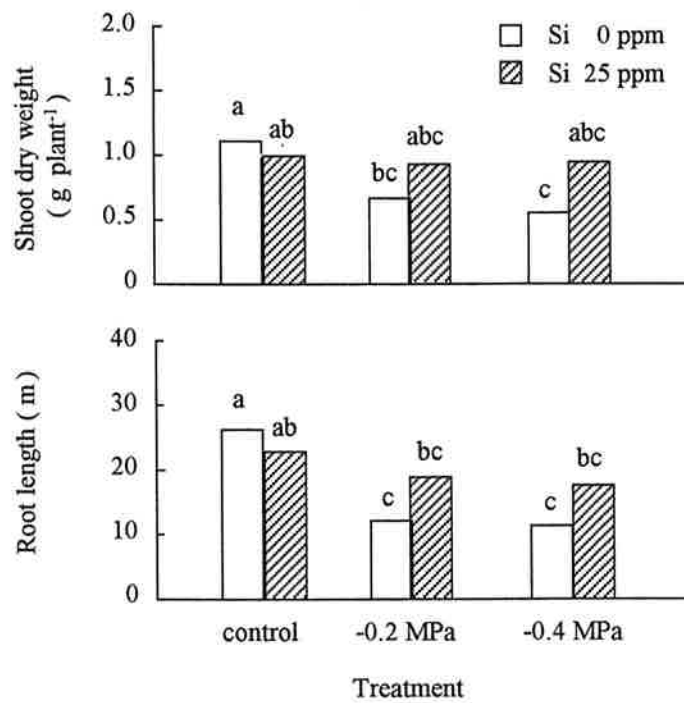 2.0
Si 0 ppm
Si 25 ppm
1.5
a
ab
abc
abc
1.0
bc
c
0.5
0
Shoot dry weight
( g plant-1 )
40
30
a
ab
20
bc
bc
c
c
10
0
Root length ( m )
control
-0.2 MPa
-0.4 MPa
Treatment